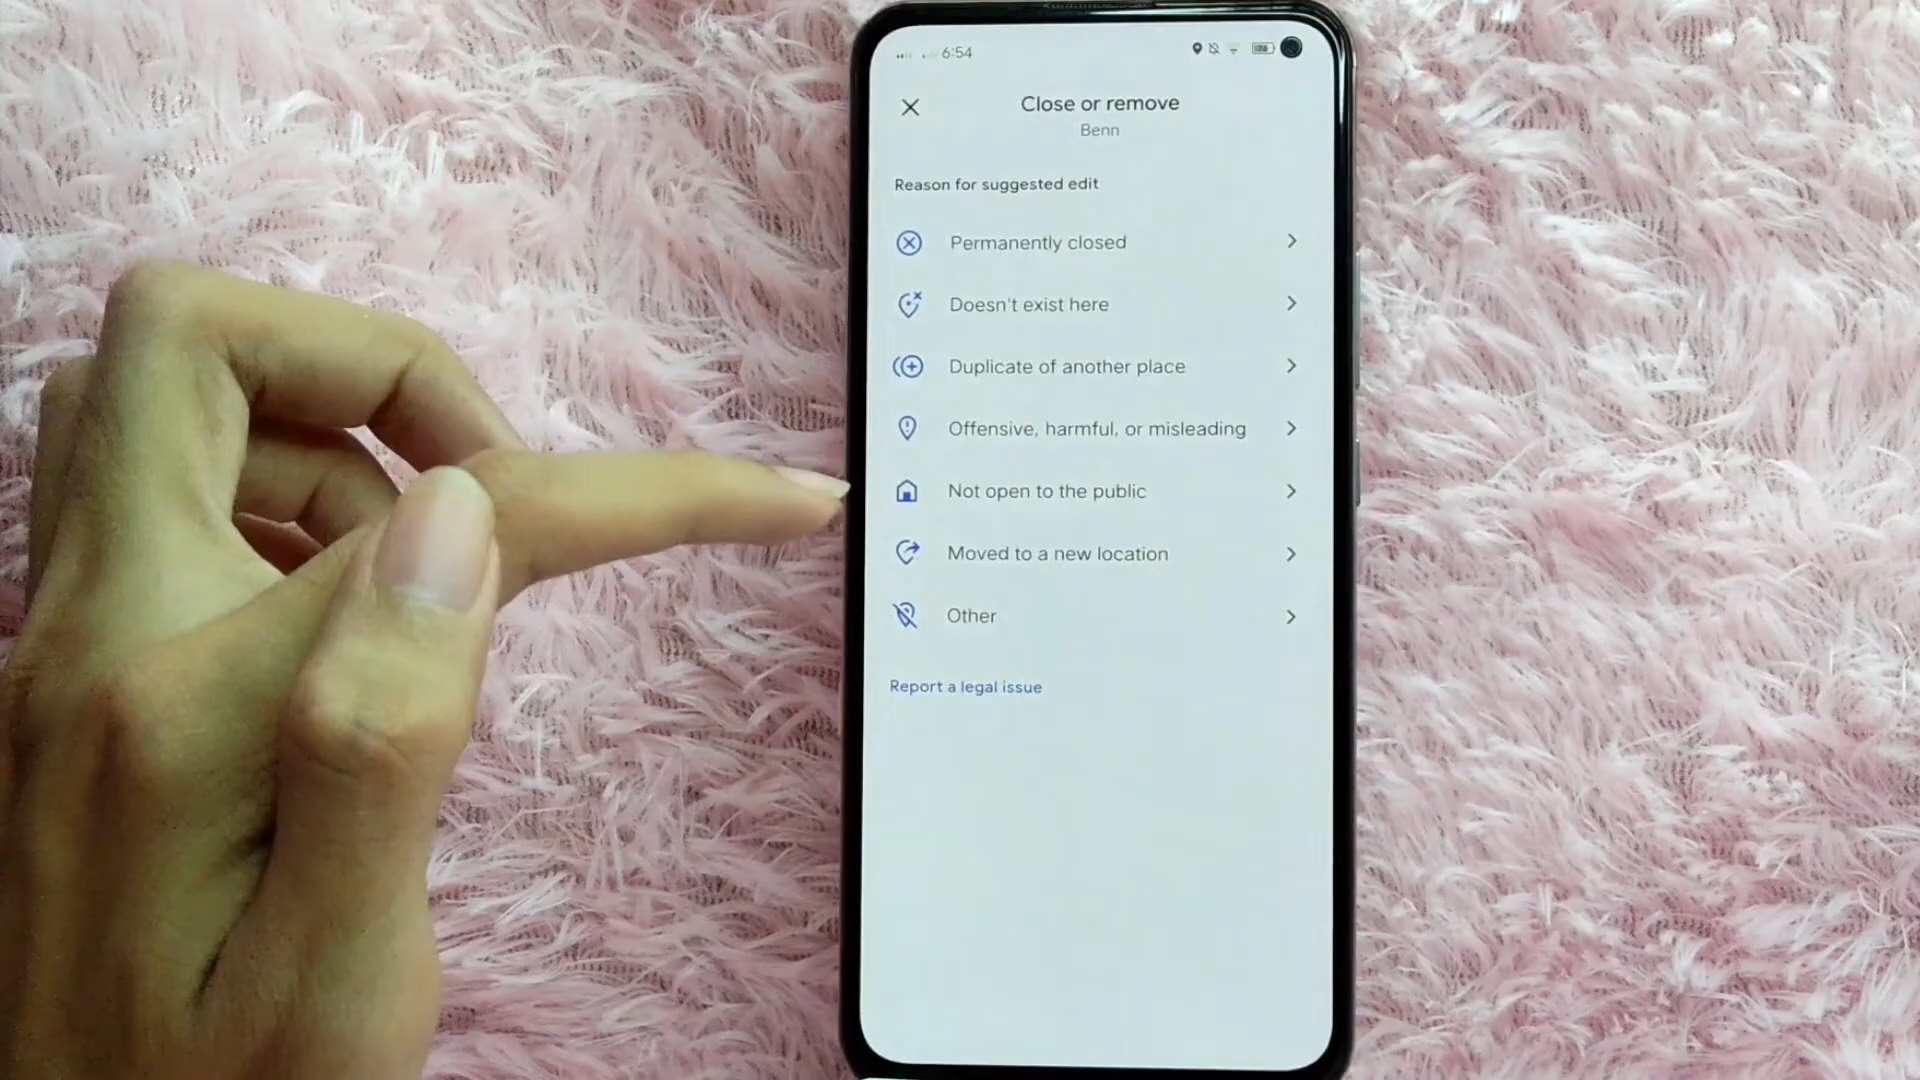 6:54
Close or remove
Benn
Reason for suggested edit
Permanently closed
Doesn't exist here
Duplicate of another place
Offensive, harmful, or misleading
Not open to the public
Moved to a new location
Other
Report a legal issue